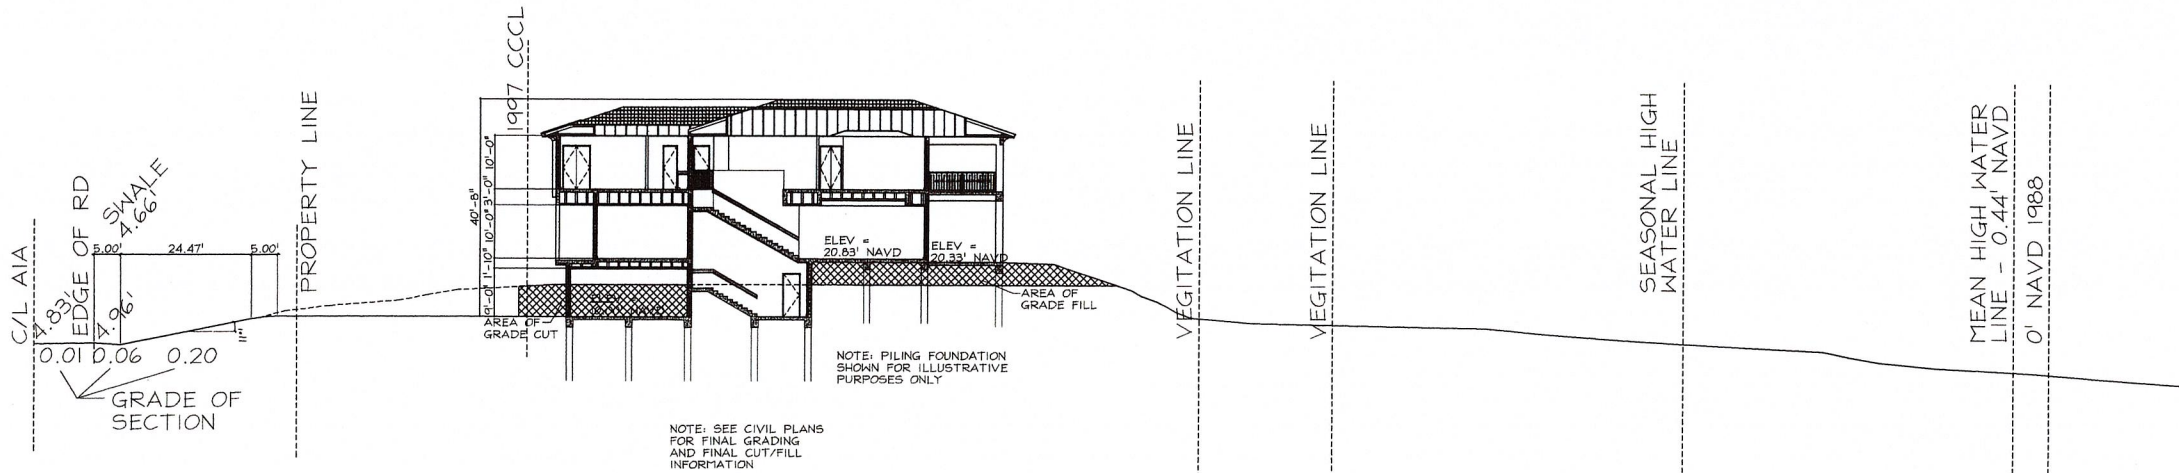 C/L A1A
4.83'
EDGE OF RD
4.96'
SWALE
4.66'
5.00'
24.47'
5.00'
0.01
0.06
0.20
GRADE OF
SECTION
PROPERTY LINE
1997 CCCL
40'-8"
10'-0"
3'-0"
10'-0"
1'-10"
9'-0"
AREA OF
GRADE CUT
ELEV =
20.83' NAVD
ELEV =
20.33' NAVD
AREA OF
GRADE FILL
NOTE: PILING FOUNDATION
SHOWN FOR ILLUSTRATIVE
PURPOSES ONLY
NOTE: SEE CIVIL PLANS
FOR FINAL GRADING
AND FINAL CUT/FILL
INFORMATION
VEGITATION LINE
VEGITATION LINE
SEASONAL HIGH
WATER LINE
MEAN HIGH WATER
LINE - 0.44' NAVD
0' NAVD 1988